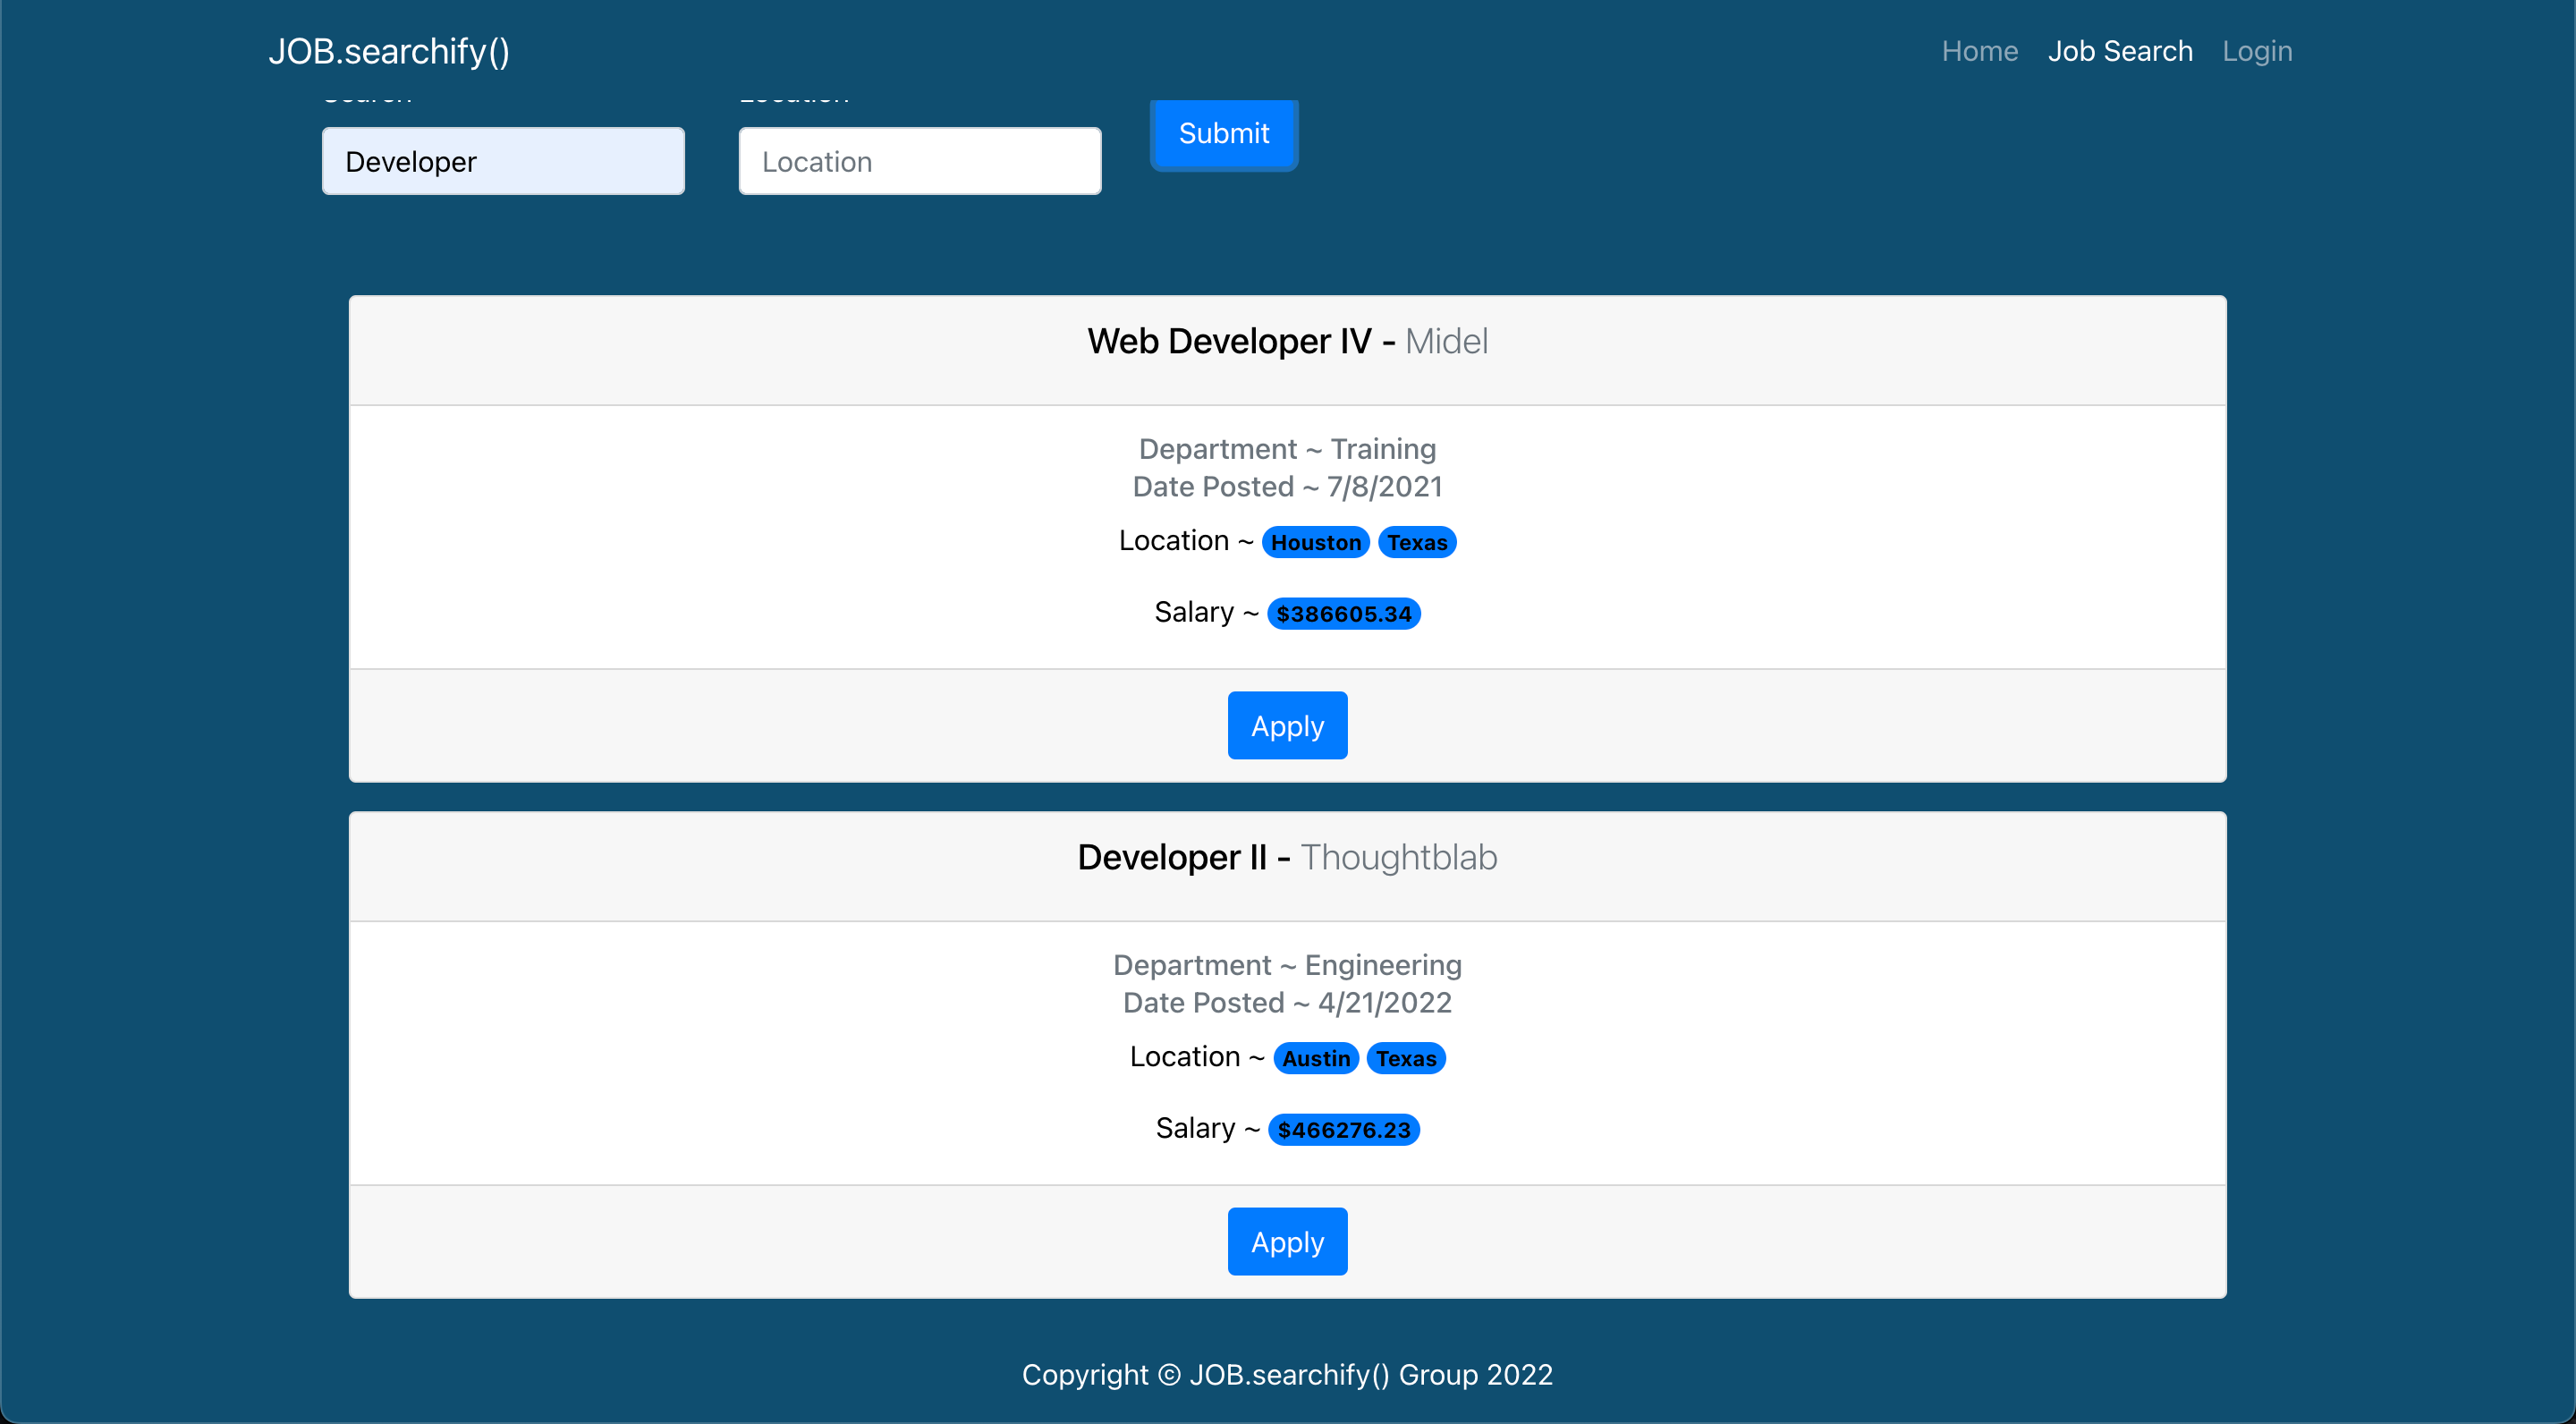 JOB.searchify()
Home Job Search Login
Developer
Location
Submit
Web Developer IV - Midel
Department ~ Training
Date Posted ~ 7/8/2021
Location ~ Houston Texas
Salary ~ $386605.34
Apply
Developer II - Thoughtblab
Department ~ Engineering
Date Posted ~ 4/21/2022
Location ~ Austin Texas
Salary ~ $466276.23
Apply
Copyright © JOB.searchify() Group 2022